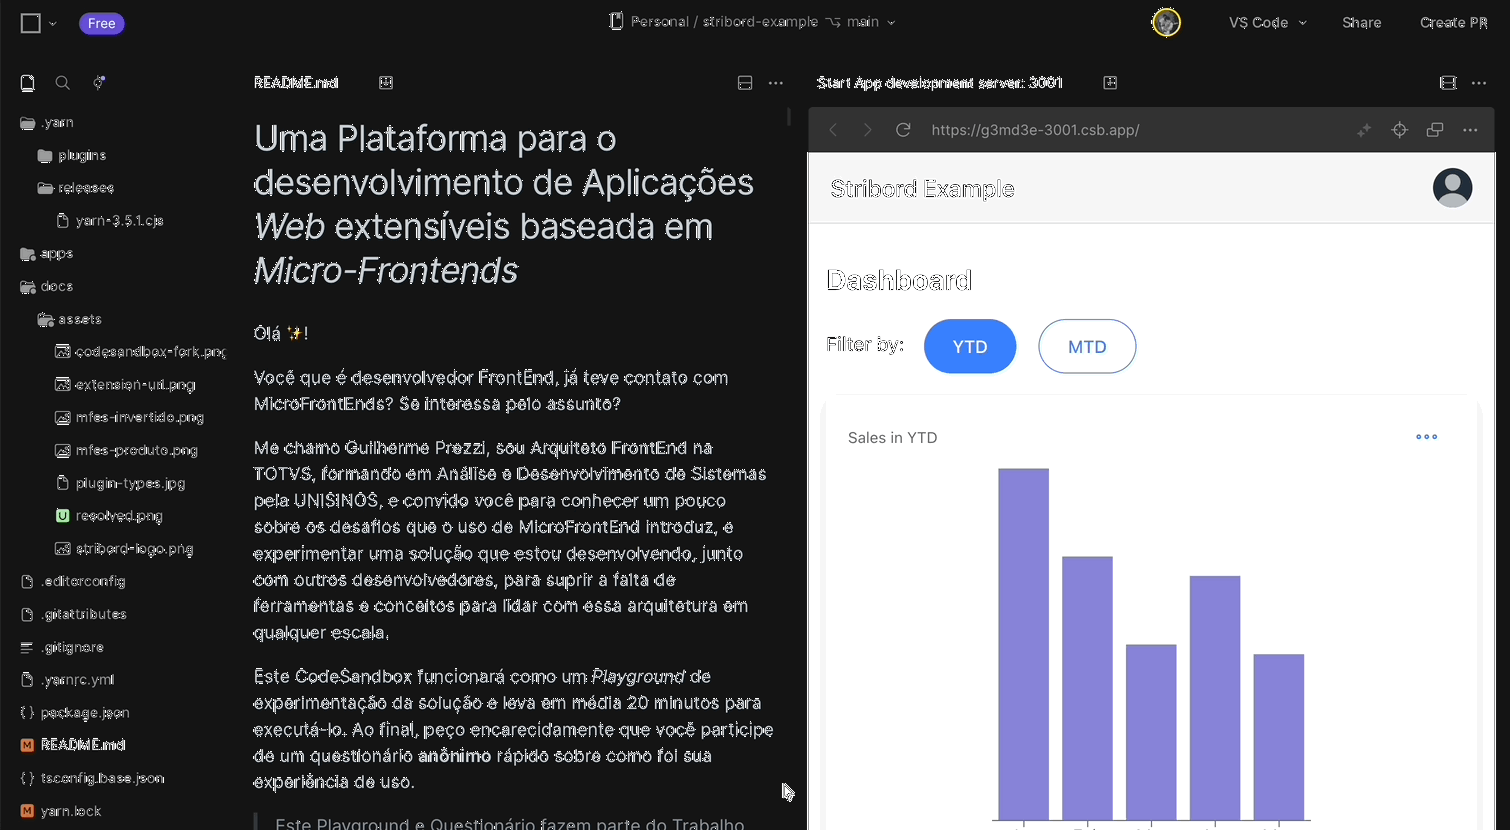 Free
Personal / stribord-example main
VS Code
Share
Create PR
README.md
Start App development server: 3001
.yarn
plugins
releases
yarn-3.5.1.cjs
apps
docs
assets
codesandbox-fork.png
extension-url.png
mfes-invertido.png
mfes-produto.png
plugin-types.jpg
resolved.png
stribord-logo.png
.editorconfig
.gitattributes
.gitignore
.yarnrc.yml
package.json
README.md
tsconfig.base.json
yarn.lock
Uma Plataforma para o
desenvolvimento de Aplicações
Web extensíveis baseada em
Micro-Frontends
Olá ✨!
Você que é desenvolvedor FrontEnd, já teve contato com
MicroFrontEnds? Se interessa pelo assunto?
Me chamo Guilherme Prezzi, sou Arquiteto FrontEnd na
TOTVS, formando em Análise e Desenvolvimento de Sistemas
pela UNISINOS, e convido você para conhecer um pouco
sobre os desafios que o uso de MicroFrontEnd introduz, e
experimentar uma solução que estou desenvolvendo, junto
com outros desenvolvedores, para suprir a falta de
ferramentas e conceitos para lidar com essa arquitetura em
qualquer escala.
Este CodeSandbox funcionará como um Playground de
experimentação da solução e leva em média 20 minutos para
executá-lo. Ao final, peço encarecidamente que você participe
de um questionário anônimo rápido sobre como foi sua
experiência de uso.
Este Playground e Questionário fazem parte do Trabalho
https://g3md3e-3001.csb.app/
Stribord Example
Dashboard
Filter by: YTD MTD
Sales in YTD